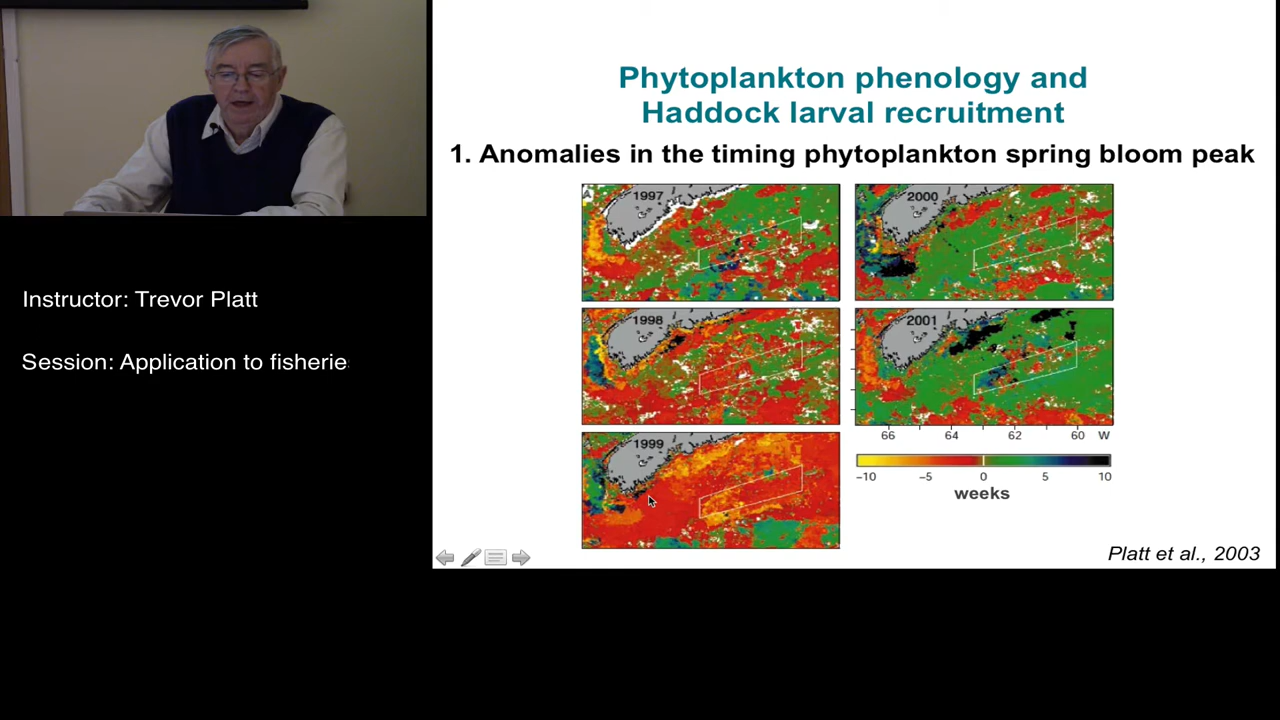 Phytoplankton phenology and
Haddock larval recruitment
1. Anomalies in the timing phytoplankton spring bloom peak
1997
2000
1998
2001
1999
66 64 62 60 W
−10 −5 0 5 10
weeks
Platt et al., 2003
Instructor: Trevor Platt
Session: Application to fisherie